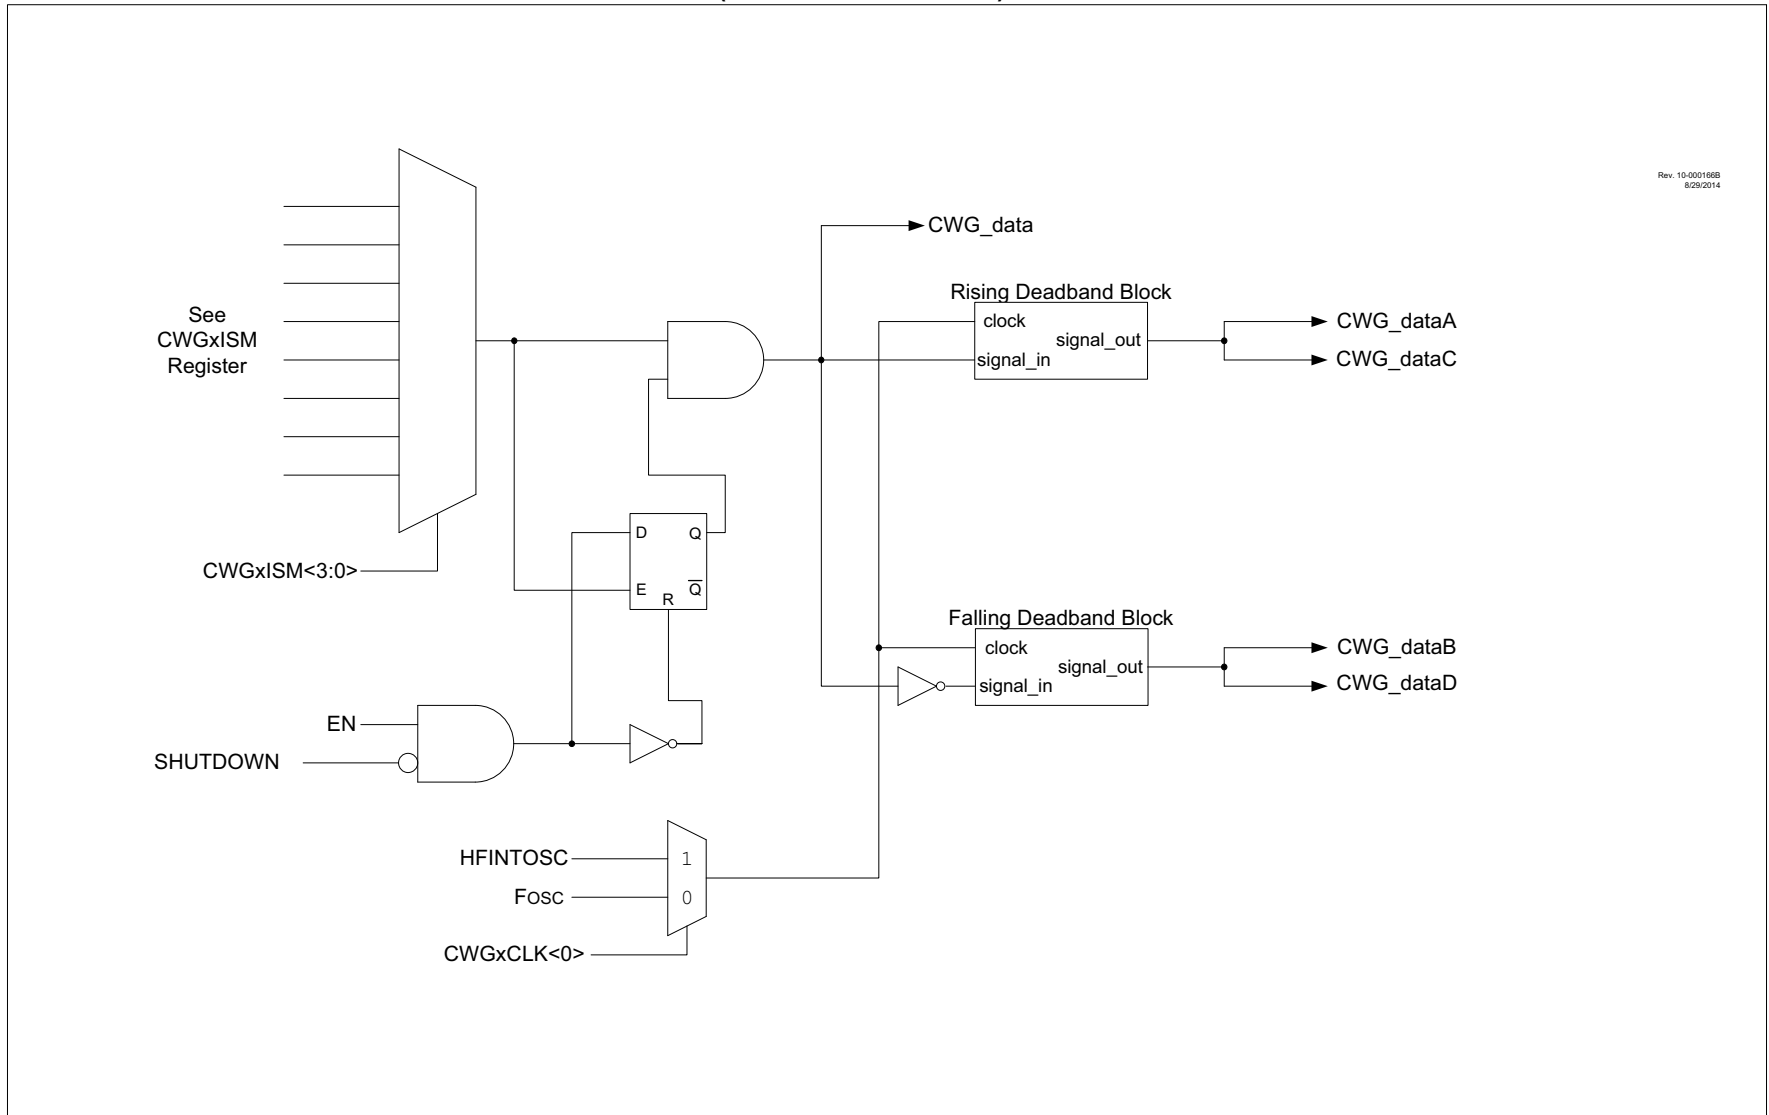 Rev. 10-000166B
8/29/2014
CWG_data
Rising Deadband Block
clock
signal_out
signal_in
CWG_dataA
CWG_dataC
See
CWGxISM
Register
D
Q
E
Q
R
CWGxISM<3:0>
Falling Deadband Block
clock
signal_out
signal_in
CWG_dataB
CWG_dataD
EN
SHUTDOWN
HFINTOSC
1
FOSC
0
CWGxCLK<0>